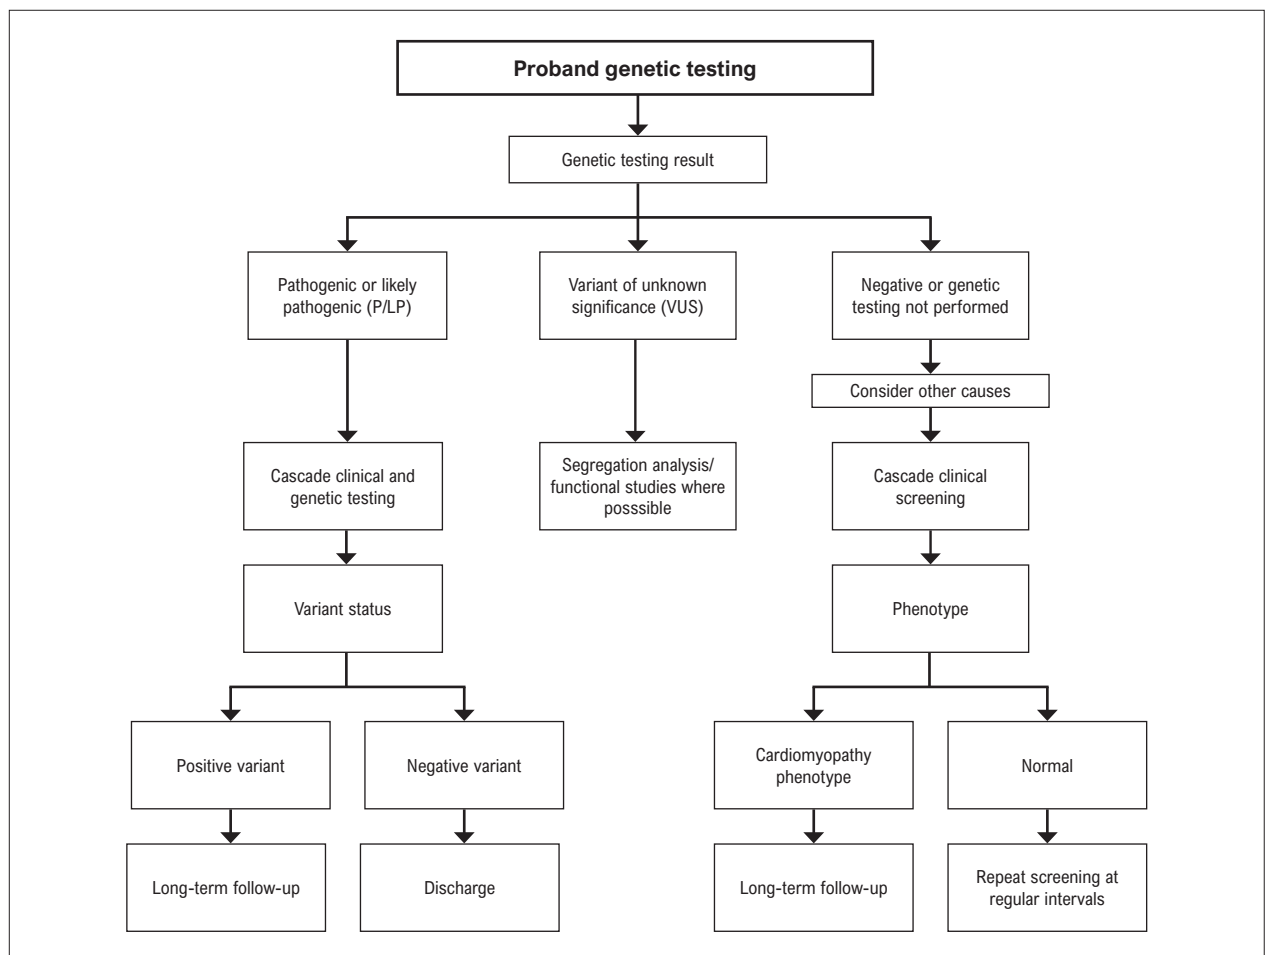 Proband genetic testing
Genetic testing result
Pathogenic or likely
pathogenic (P/LP)
Variant of unknown
significance (VUS)
Negative or genetic
testing not performed
Consider other causes
Cascade clinical and
genetic testing
Segregation analysis/
functional studies where
posssible
Cascade clinical
screening
Variant status
Phenotype
Positive variant
Negative variant
Cardiomyopathy
phenotype
Normal
Long-term follow-up
Discharge
Long-term follow-up
Repeat screening at
regular intervals